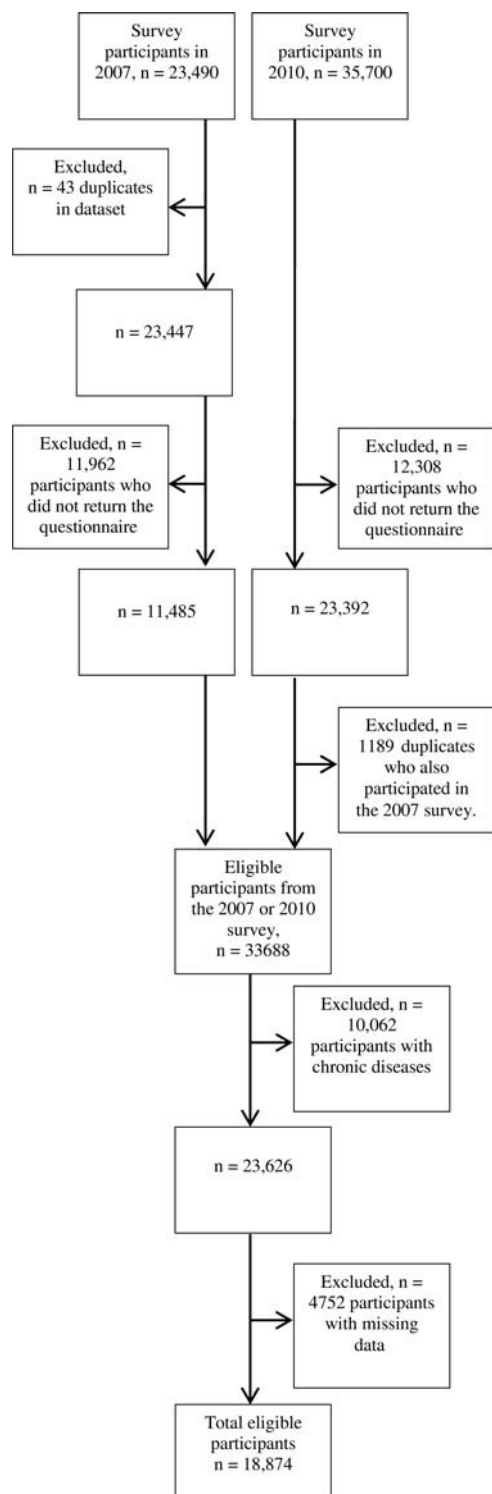 Survey
participants in
2007, n = 23,490
Survey
participants in
2010, n = 35,700
Excluded,
n = 43 duplicates
in dataset
n = 23,447
Excluded, n =
11,962
participants who
did not return the
questionnaire
Excluded, n =
12,308
participants who
did not return the
questionnaire
n = 11,485
n = 23,392
Excluded, n =
1189 duplicates
who also
participated in
the 2007 survey.
Eligible
participants from
the 2007 or 2010
survey,
n = 33688
Excluded, n =
10,062
participants with
chronic diseases
n = 23,626
Excluded, n =
4752 participants
with missing
data
Total eligible
participants
n = 18,874